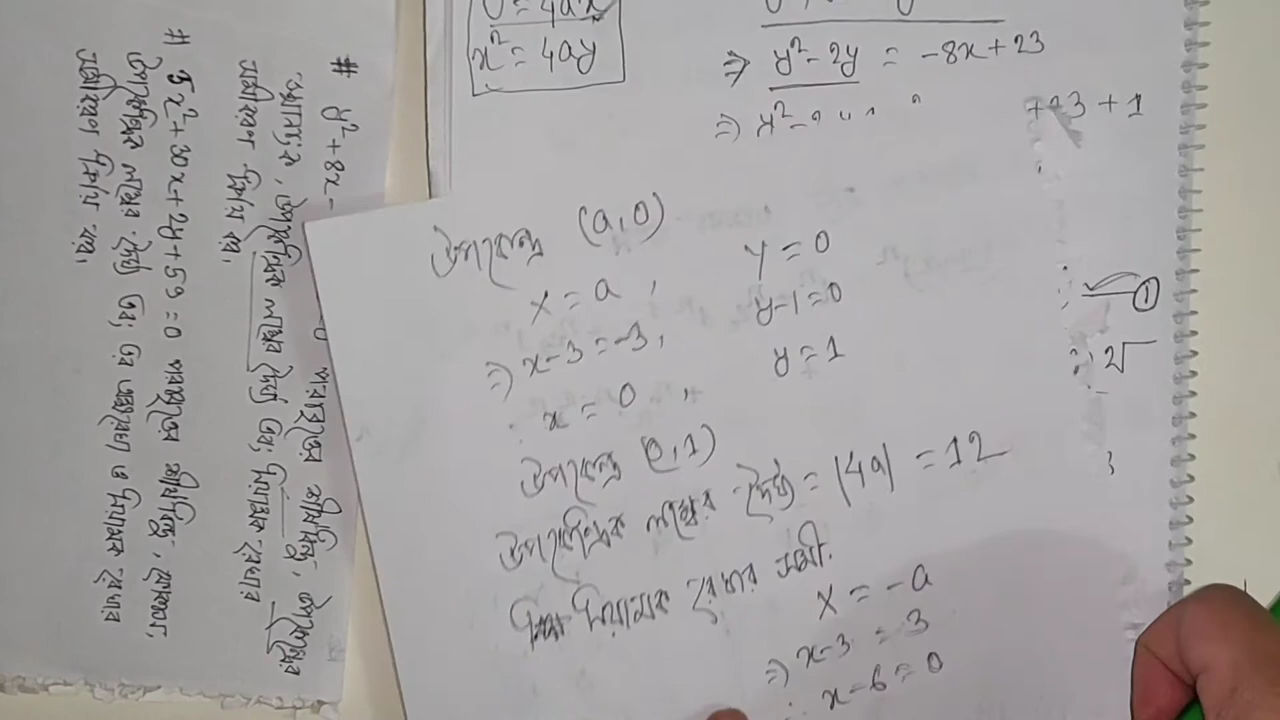 x² = 4ay
⇒ y² - 2y = -8x + 23
+23 + 1
উপকেন্দ্র (a, 0)
x = a , y = 0
⇒ x - 3 = -3, y - 1 = 0
∴ x = 0 , y = 1
উপকেন্দ্র (0, 1)
উপকেন্দ্রিক লম্বের দৈর্ঘ্য = |4a| = 12
নিয়ামক রেখার সমী.
x = -a
⇒ x - 3 = 3
∴ x - 6 = 0
# y² + 8x -
পরাবৃত্তের শীর্ষবিন্দু, উপকেন্দ্রের
উপকেন্দ্রিক লম্বের দৈর্ঘ্য এবং নিয়ামক রেখার
সমীকরণ নির্ণয় কর।
# 5x² + 30x + 2y + 59 = 0 পরাবৃত্তের শীর্ষবিন্দু, ফোকাস,
উপকেন্দ্রিক লম্বের দৈর্ঘ্য এবং এর অক্ষরেখা ও নিয়ামক রেখার
সমীকরণ নির্ণয় কর।